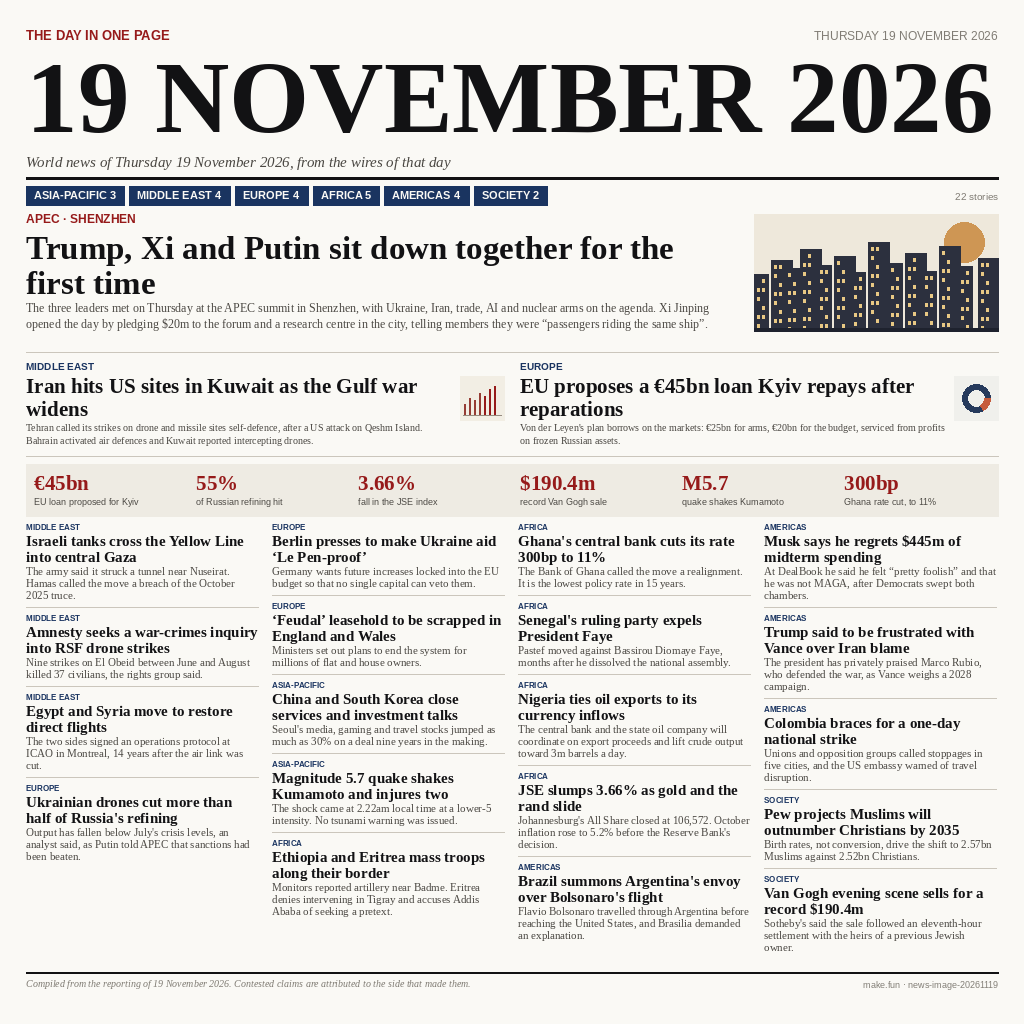 THE DAY IN ONE PAGE
THURSDAY 19 NOVEMBER 2026
19 NOVEMBER 2026
World news of Thursday 19 November 2026, from the wires of that day
ASIA-PACIFIC 3
MIDDLE EAST 4
EUROPE 4
AFRICA 5
AMERICAS 4
SOCIETY 2
22 stories
APEC · SHENZHEN
Trump, Xi and Putin sit down together for the
first time
The three leaders met on Thursday at the APEC summit in Shenzhen, with Ukraine, Iran, trade, AI and nuclear arms on the agenda. Xi Jinping
opened the day by pledging $20m to the forum and a research centre in the city, telling members they were “passengers riding the same ship”.
MIDDLE EAST
Iran hits US sites in Kuwait as the Gulf war
widens
Tehran called its strikes on drone and missile sites self-defence, after a US attack on Qeshm Island.
Bahrain activated air defences and Kuwait reported intercepting drones.
EUROPE
EU proposes a €45bn loan Kyiv repays after
reparations
Von der Leyen's plan borrows on the markets: €25bn for arms, €20bn for the budget, serviced from profits
on frozen Russian assets.
€45bn
EU loan proposed for Kyiv
55%
of Russian refining hit
3.66%
fall in the JSE index
$190.4m
record Van Gogh sale
M5.7
quake shakes Kumamoto
300bp
Ghana rate cut, to 11%
MIDDLE EAST
Israeli tanks cross the Yellow Line
into central Gaza
The army said it struck a tunnel near Nuseirat.
Hamas called the move a breach of the October
2025 truce.
MIDDLE EAST
Amnesty seeks a war-crimes inquiry
into RSF drone strikes
Nine strikes on El Obeid between June and August
killed 37 civilians, the rights group said.
MIDDLE EAST
Egypt and Syria move to restore
direct flights
The two sides signed an operations protocol at
ICAO in Montreal, 14 years after the air link was
cut.
EUROPE
Ukrainian drones cut more than
half of Russia's refining
Output has fallen below July's crisis levels, an
analyst said, as Putin told APEC that sanctions had
been beaten.
EUROPE
Berlin presses to make Ukraine aid
‘Le Pen-proof’
Germany wants future increases locked into the EU
budget so that no single capital can veto them.
EUROPE
‘Feudal’ leasehold to be scrapped in
England and Wales
Ministers set out plans to end the system for
millions of flat and house owners.
ASIA-PACIFIC
China and South Korea close
services and investment talks
Seoul's media, gaming and travel stocks jumped as
much as 30% on a deal nine years in the making.
ASIA-PACIFIC
Magnitude 5.7 quake shakes
Kumamoto and injures two
The shock came at 2.22am local time at a lower-5
intensity. No tsunami warning was issued.
AFRICA
Ethiopia and Eritrea mass troops
along their border
Monitors reported artillery near Badme. Eritrea
denies intervening in Tigray and accuses Addis
Ababa of seeking a pretext.
AFRICA
Ghana's central bank cuts its rate
300bp to 11%
The Bank of Ghana called the move a realignment.
It is the lowest policy rate in 15 years.
AFRICA
Senegal's ruling party expels
President Faye
Pastef moved against Bassirou Diomaye Faye,
months after he dissolved the national assembly.
AFRICA
Nigeria ties oil exports to its
currency inflows
The central bank and the state oil company will
coordinate on export proceeds and lift crude output
toward 3m barrels a day.
AFRICA
JSE slumps 3.66% as gold and the
rand slide
Johannesburg's All Share closed at 106,572. October
inflation rose to 5.2% before the Reserve Bank's
decision.
AMERICAS
Brazil summons Argentina's envoy
over Bolsonaro's flight
Flavio Bolsonaro travelled through Argentina before
reaching the United States, and Brasilia demanded
an explanation.
AMERICAS
Musk says he regrets $445m of
midterm spending
At DealBook he said he felt “pretty foolish” and that
he was not MAGA, after Democrats swept both
chambers.
AMERICAS
Trump said to be frustrated with
Vance over Iran blame
The president has privately praised Marco Rubio,
who defended the war, as Vance weighs a 2028
campaign.
AMERICAS
Colombia braces for a one-day
national strike
Unions and opposition groups called stoppages in
five cities, and the US embassy warned of travel
disruption.
SOCIETY
Pew projects Muslims will
outnumber Christians by 2035
Birth rates, not conversion, drive the shift to 2.57bn
Muslims against 2.52bn Christians.
SOCIETY
Van Gogh evening scene sells for a
record $190.4m
Sotheby's said the sale followed an eleventh-hour
settlement with the heirs of a previous Jewish
owner.
Compiled from the reporting of 19 November 2026. Contested claims are attributed to the side that made them.
make.fun · news-image-20261119